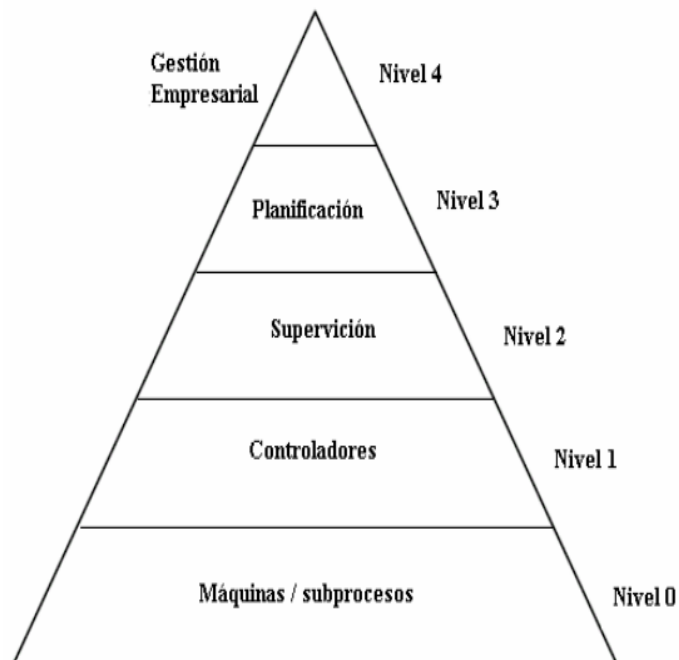 Gestión
Empresarial
Nivel 4
Planificación
Nivel 3
Supervición
Nivel 2
Controladores
Nivel 1
Máquinas / subprocesos
Nivel 0